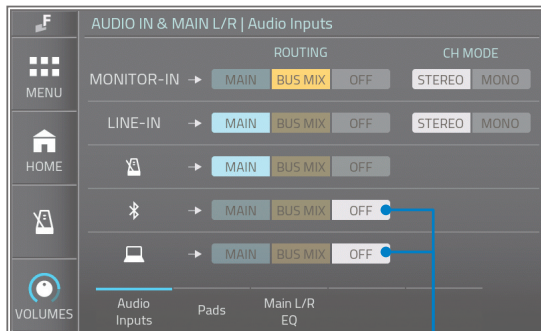 AUDIO IN & MAIN L/R | Audio Inputs
ROUTING CH MODE
MENU
MONITOR-IN MAIN BUS MIX OFF STEREO MONO
LINE-IN MAIN BUS MIX OFF STEREO MONO
HOME
MAIN BUS MIX OFF
MAIN BUS MIX OFF
MAIN BUS MIX OFF
VOLUMES
Audio
Inputs
Pads
Main L/R
EQ